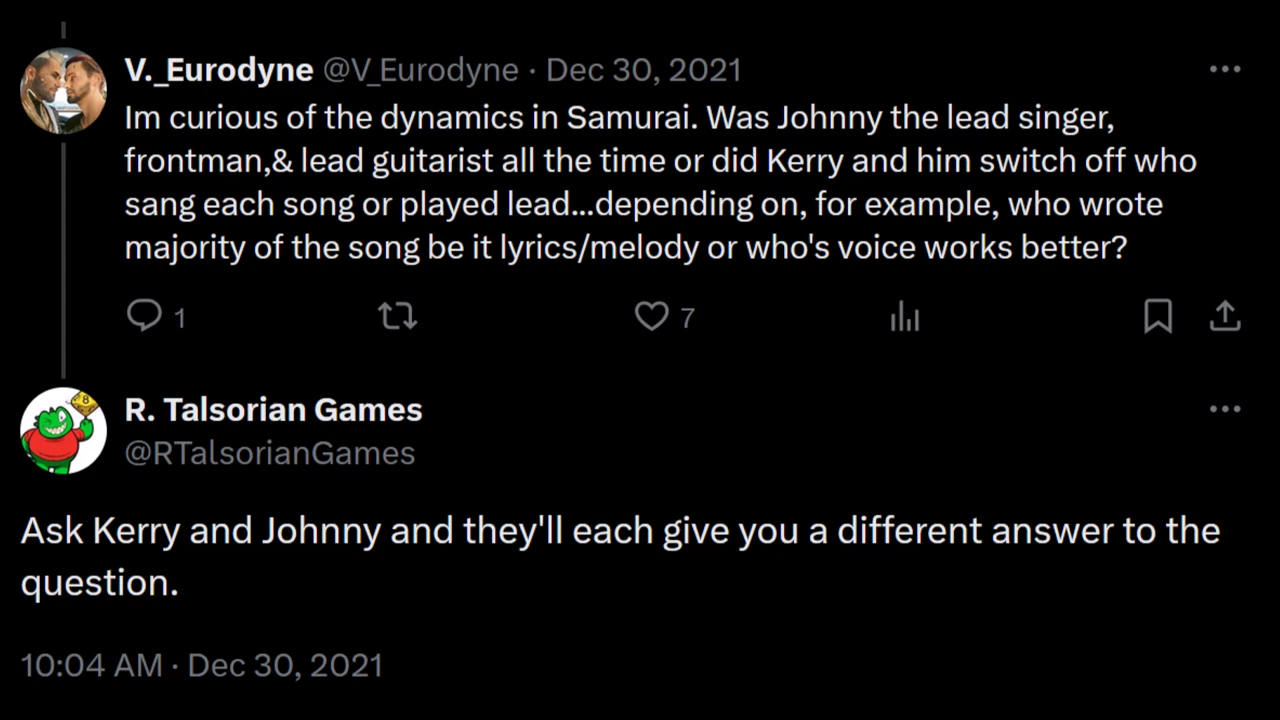 V._Eurodyne @V_Eurodyne · Dec 30, 2021
Im curious of the dynamics in Samurai. Was Johnny the lead singer,
frontman,& lead guitarist all the time or did Kerry and him switch off who
sang each song or played lead...depending on, for example, who wrote
majority of the song be it lyrics/melody or who's voice works better?
1 7
8
R. Talsorian Games
@RTalsorianGames
Ask Kerry and Johnny and they'll each give you a different answer to the
question.
10:04 AM · Dec 30, 2021